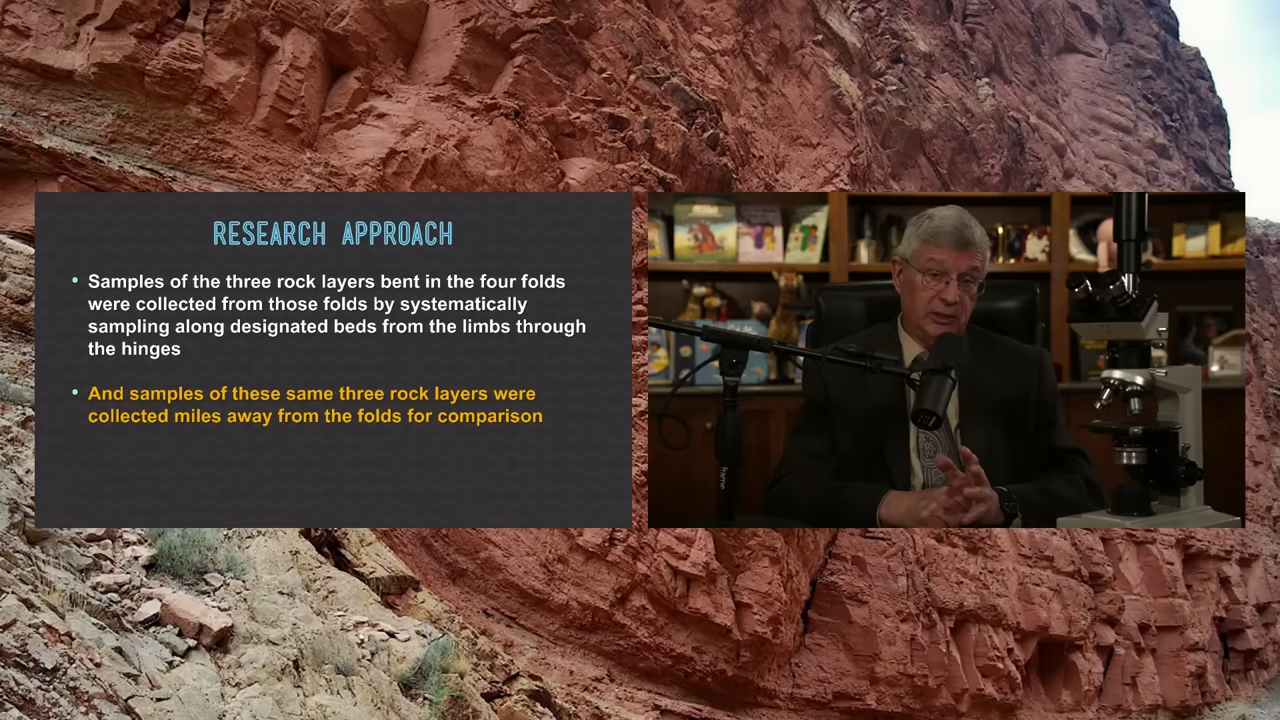 RESEARCH APPROACH
• Samples of the three rock layers bent in the four folds
were collected from those folds by systematically
sampling along designated beds from the limbs through
the hinges
• And samples of these same three rock layers were
collected miles away from the folds for comparison
frame